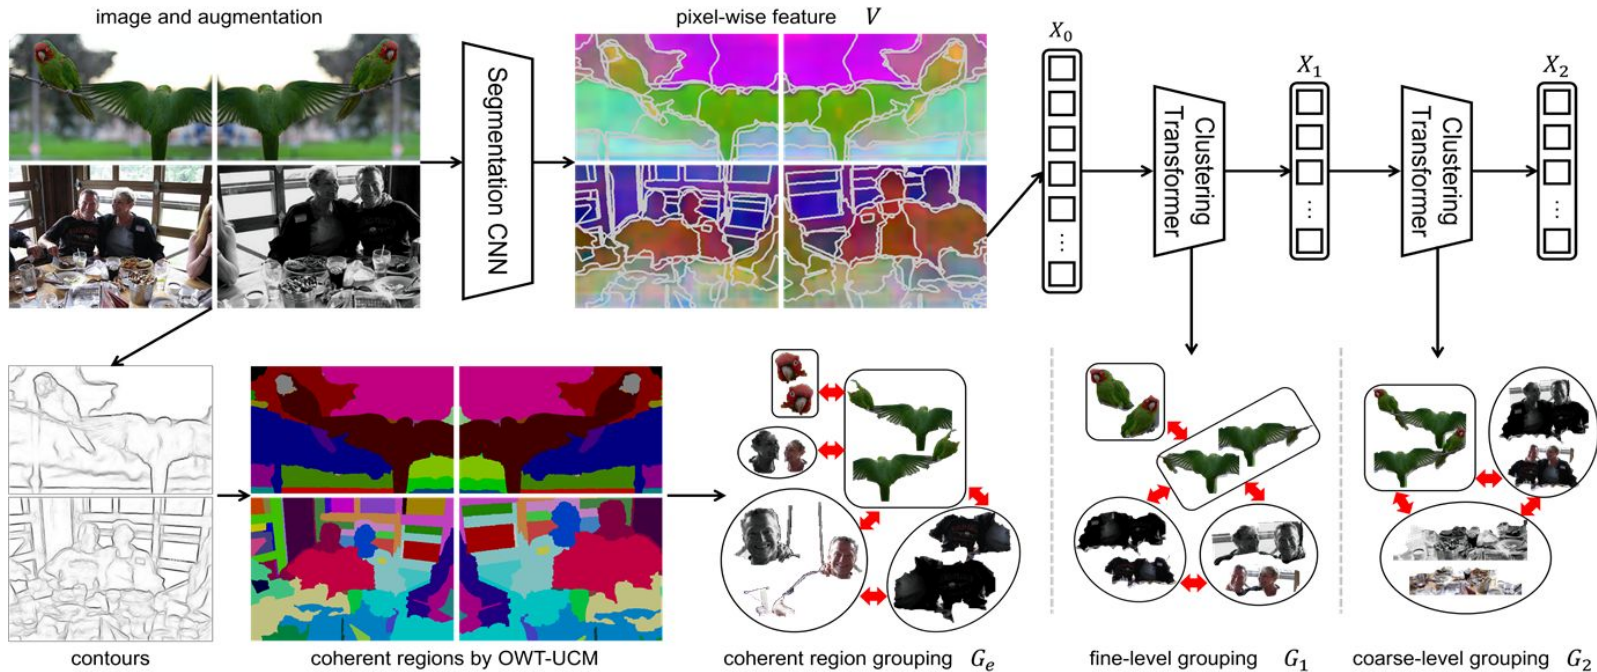 image and augmentation
pixel-wise feature V
X₀
X₁
X₂
Segmentation CNN
Clustering
Transformer
Clustering
Transformer
...
...
...
contours
coherent regions by OWT-UCM
coherent region grouping Gₑ
fine-level grouping G₁
coarse-level grouping G₂